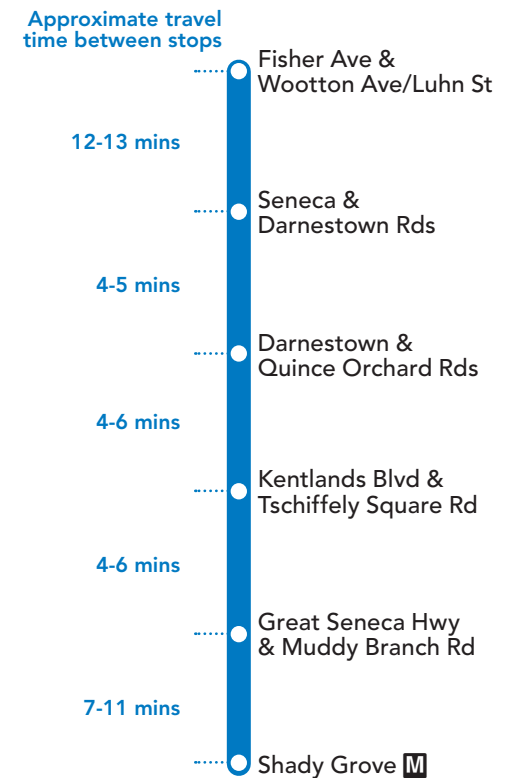 Approximate travel
time between stops
Fisher Ave &
Wootton Ave/Luhn St
12-13 mins
Seneca &
Darnestown Rds
4-5 mins
Darnestown &
Quince Orchard Rds
4-6 mins
Kentlands Blvd &
Tschiffely Square Rd
4-6 mins
Great Seneca Hwy
& Muddy Branch Rd
7-11 mins
Shady Grove M